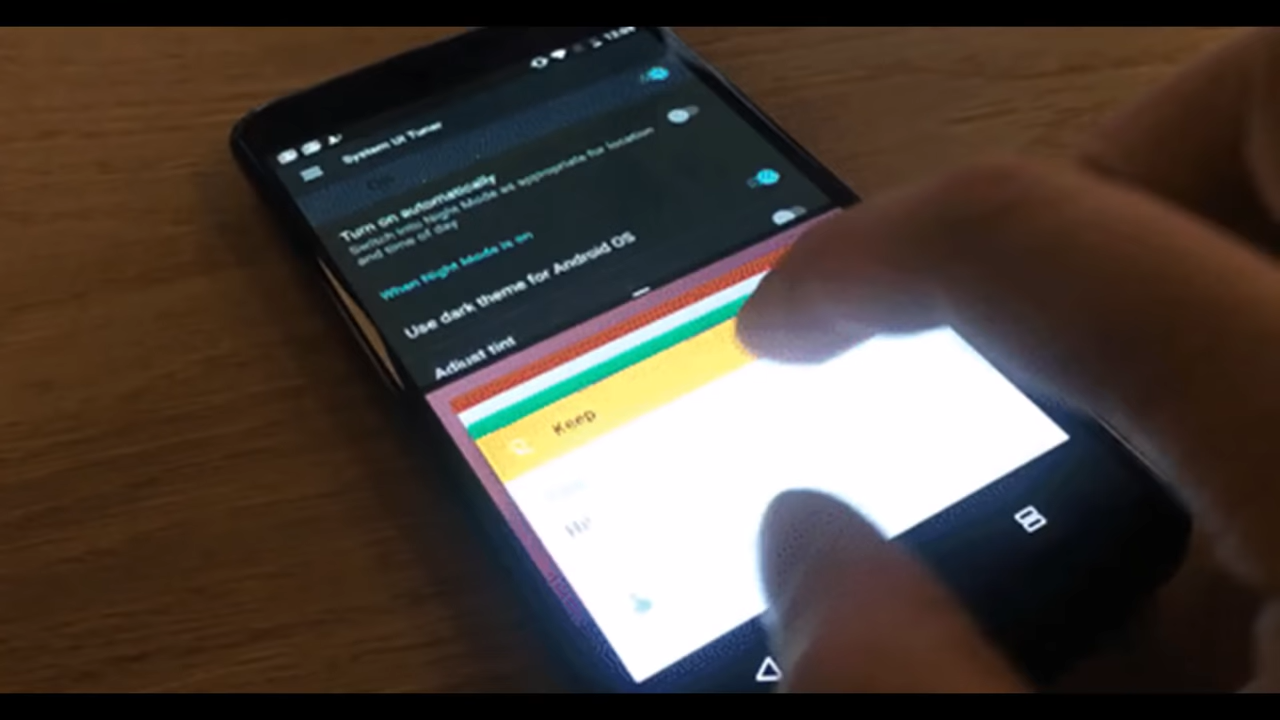 System UI Tuner
On
Turn on automatically
Switch into Night Mode as appropriate for location
and time of day
When Night Mode is on
Use dark theme for Android OS
Adjust tint
Keep